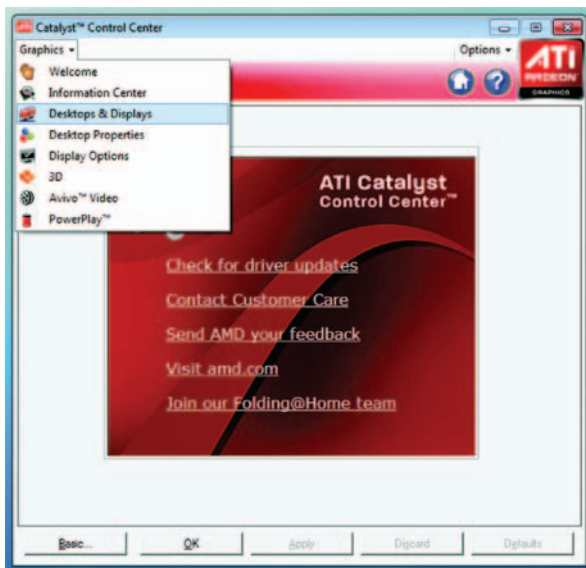 Catalyst™ Control Center
Graphics
Options
ATI
RADEON
GRAPHICS
Welcome
Information Center
Desktops & Displays
Desktop Properties
Display Options
3D
Avivo™ Video
PowerPlay™
ATI Catalyst
Control Center™
Check for driver updates
Contact Customer Care
Send AMD your feedback
Visit amd.com
Join our Folding@Home team
Basic... OK Apply Discard Defaults